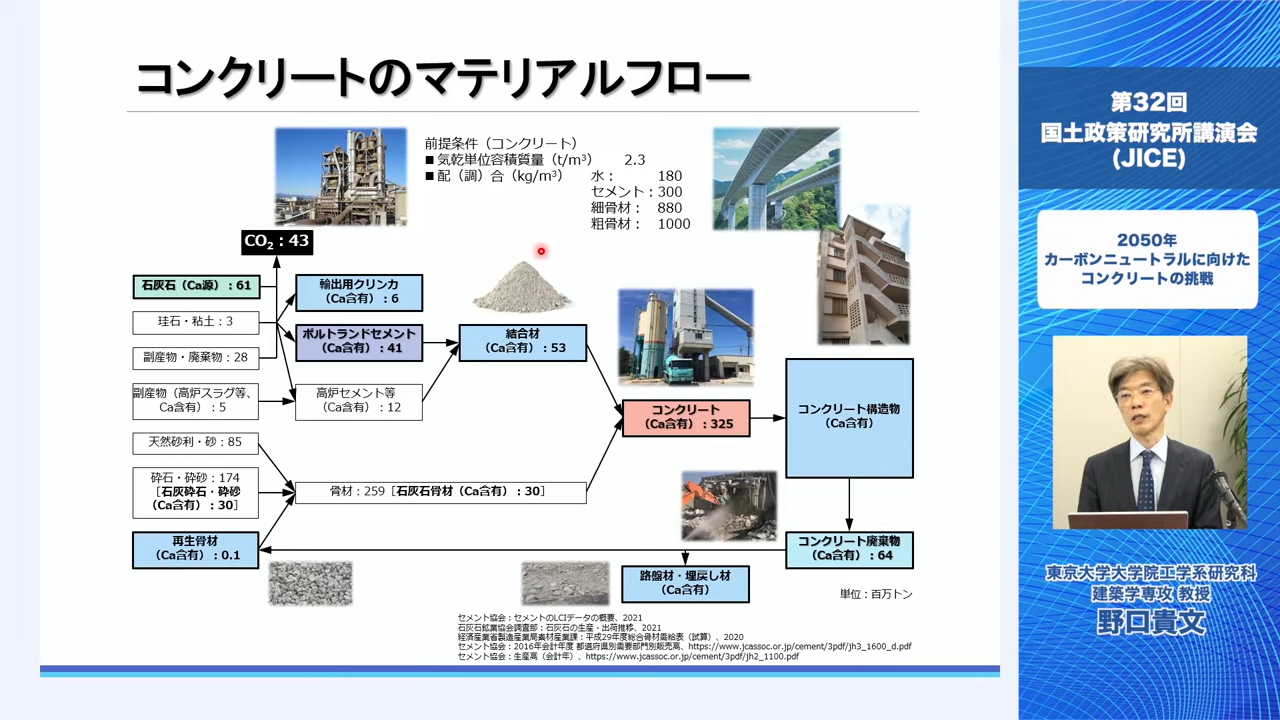 コンクリートのマテリアルフロー
前提条件（コンクリート）
■ 気乾単位容積質量（t/m³） 2.3
■ 配（調）合（kg/m³） 水： 180
セメント：300
細骨材： 880
粗骨材： 1000
CO₂：43
石灰石（Ca源）：61
珪石・粘土：3
副産物・廃棄物：28
副産物（高炉スラグ等、
Ca含有）：5
天然砂利・砂：85
砕石・砕砂：174
［石灰砕石・砕砂
（Ca含有）：30］
再生骨材
（Ca含有）：0.1
輸出用クリンカ
（Ca含有）：6
ポルトランドセメント
（Ca含有）：41
高炉セメント等
（Ca含有）：12
結合材
（Ca含有）：53
骨材：259［石灰石骨材（Ca含有）：30］
コンクリート
（Ca含有）：325
コンクリート構造物
（Ca含有）
コンクリート廃棄物
（Ca含有）：64
路盤材・埋戻し材
（Ca含有）
単位：百万トン
セメント協会：セメントのLCIデータの概要、2021
石灰石鉱業協会調査部：石灰石の生産・出荷推移、2021
経済産業省製造産業局素材産業課：平成29年度総合骨材需給表（試算）、2020
セメント協会：2016年会計年度 都道府県別需要部門別販売高、https://www.jcassoc.or.jp/cement/3pdf/jh3_1600_d.pdf
セメント協会：生産高（会計年）、https://www.jcassoc.or.jp/cement/3pdf/jh2_1100.pdf
第32回
国土政策研究所講演会
(JICE)
2050年
カーボンニュートラルに向けた
コンクリートの挑戦
東京大学大学院工学系研究科
建築学専攻 教授
野口貴文